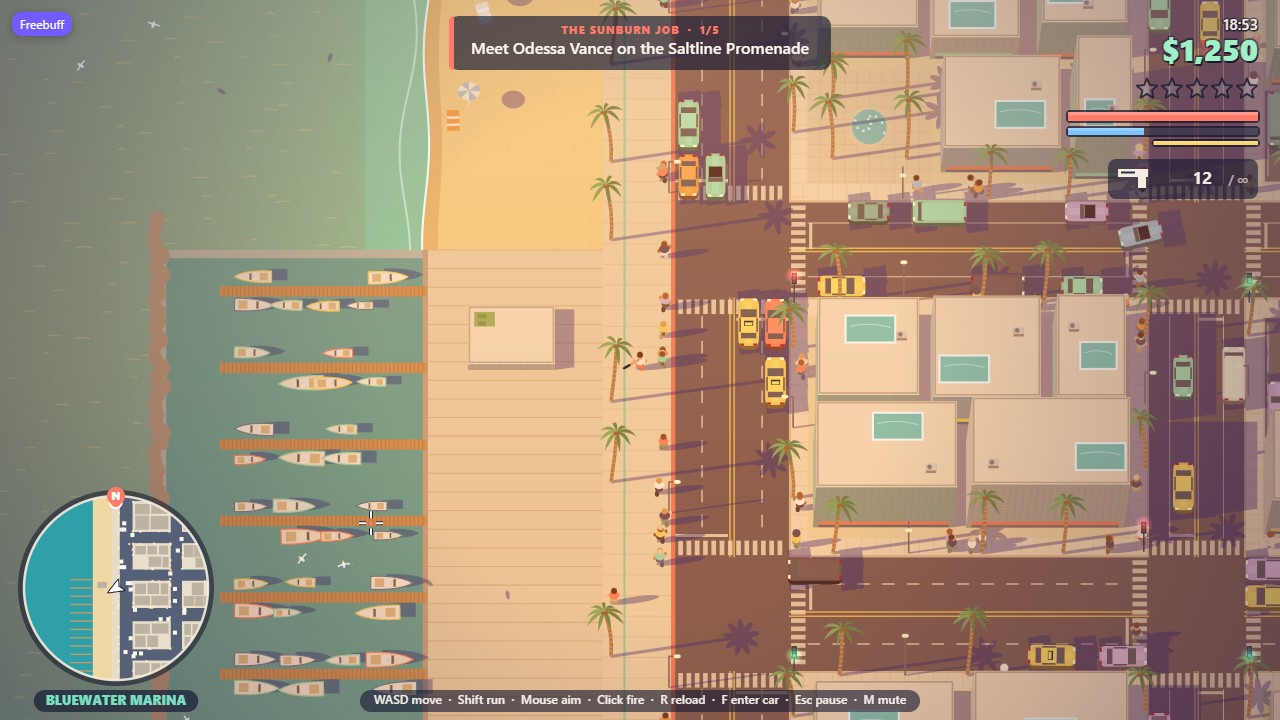 Freebuff
THE SUNBURN JOB · 1/5
Meet Odessa Vance on the Saltline Promenade
18:53
$1,250
12 / ∞
N
BLUEWATER MARINA
WASD move · Shift run · Mouse aim · Click fire · R reload · F enter car · Esc pause · M mute